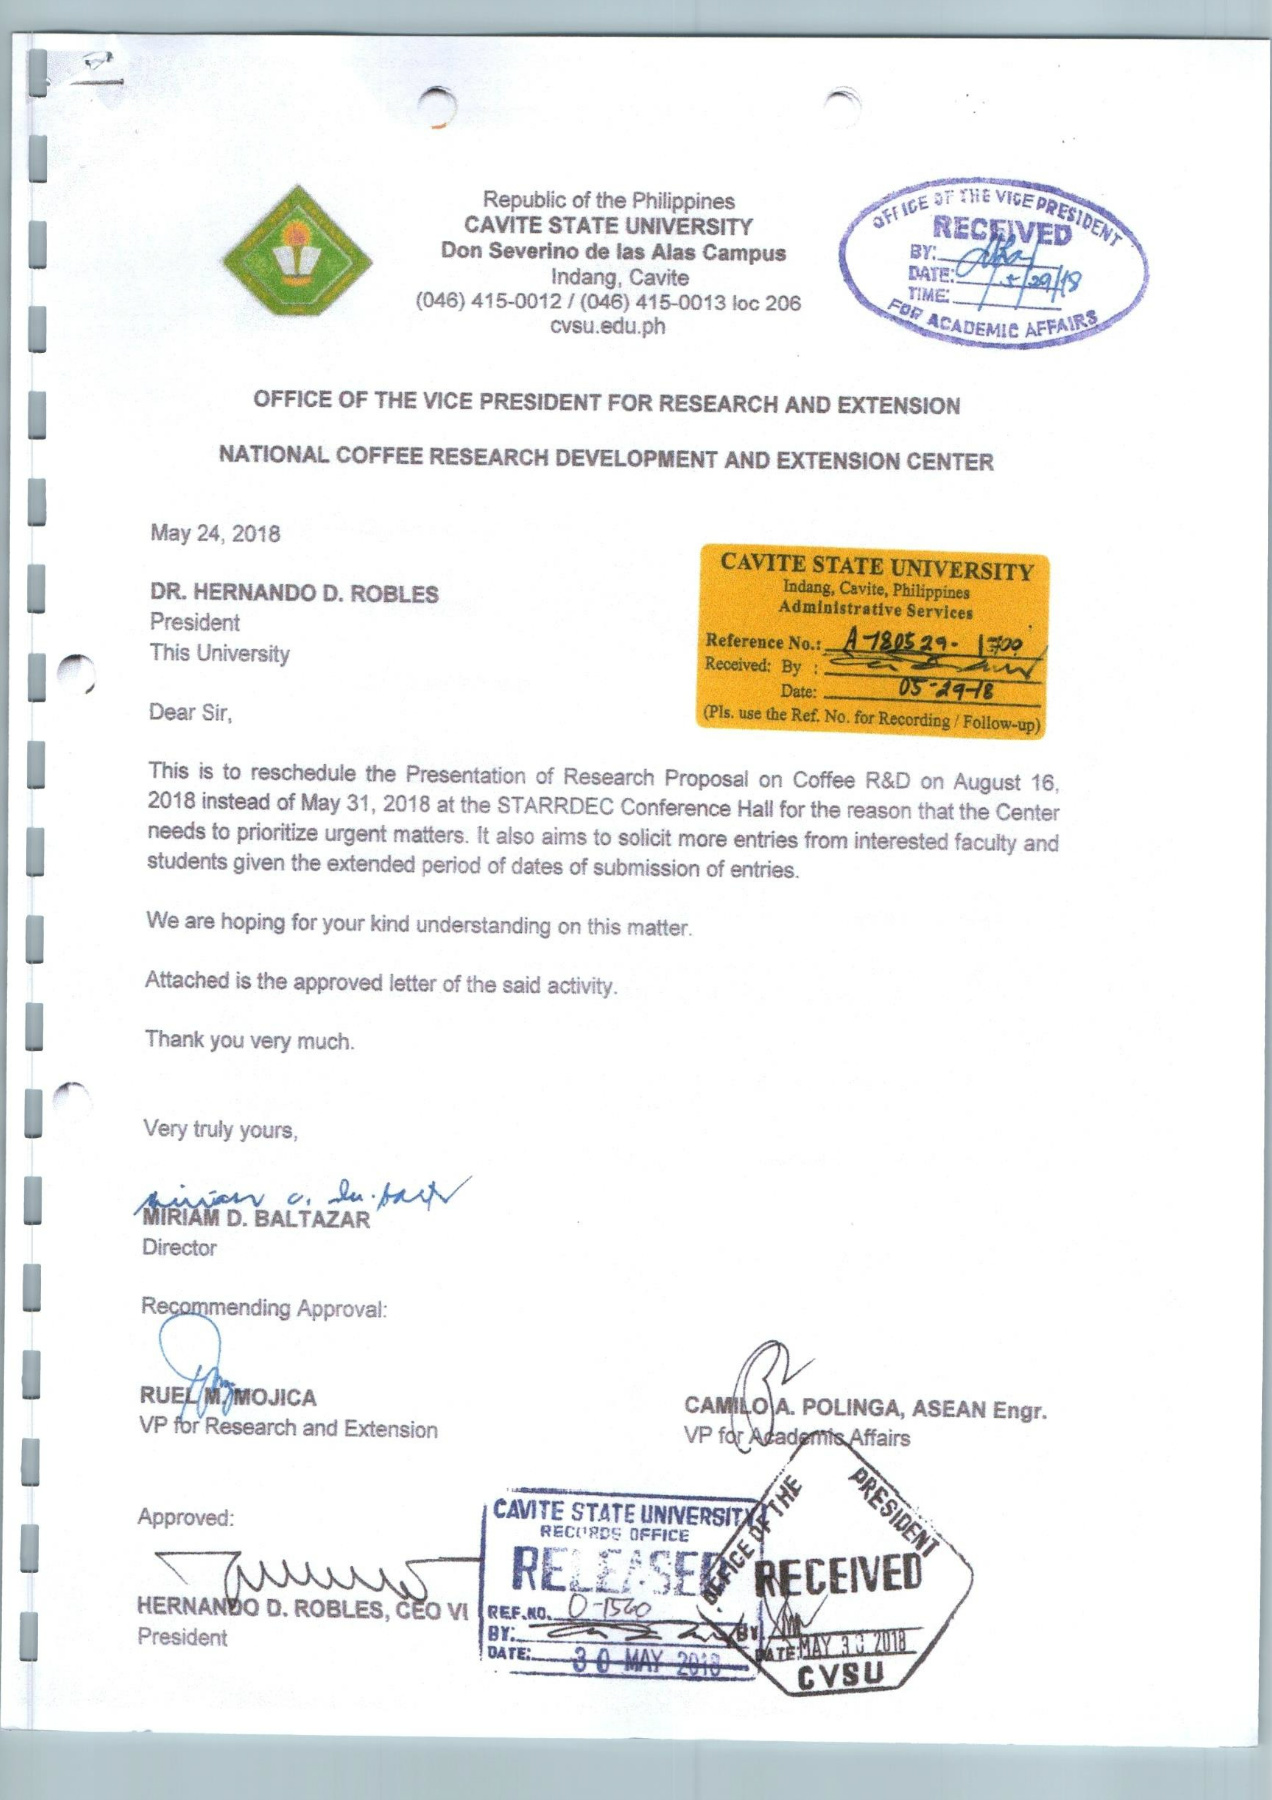 Republic of the Philippines
CAVITE STATE UNIVERSITY
Don Severino de las Alas Campus
Indang, Cavite
(046) 415-0012 / (046) 415-0013 loc 206
cvsu.edu.ph
OFFICE OF THE VICE PRESIDENT
RECEIVED
BY:
DATE: 5/29/18
TIME:
FOR ACADEMIC AFFAIRS
OFFICE OF THE VICE PRESIDENT FOR RESEARCH AND EXTENSION
NATIONAL COFFEE RESEARCH DEVELOPMENT AND EXTENSION CENTER
May 24, 2018
CAVITE STATE UNIVERSITY
Indang, Cavite, Philippines
Administrative Services
Reference No.: A-180529-
Received: By :
Date: 05-29-18
(Pls. use the Ref. No. for Recording / Follow-up)
DR. HERNANDO D. ROBLES
President
This University
Dear Sir,
This is to reschedule the Presentation of Research Proposal on Coffee R&D on August 16,
2018 instead of May 31, 2018 at the STARRDEC Conference Hall for the reason that the Center
needs to prioritize urgent matters. It also aims to solicit more entries from interested faculty and
students given the extended period of dates of submission of entries.
We are hoping for your kind understanding on this matter.
Attached is the approved letter of the said activity.
Thank you very much.
Very truly yours,
MIRIAM D. BALTAZAR
Director
Recommending Approval:
RUEL M. MOJICA
VP for Research and Extension
CAMILO A. POLINGA, ASEAN Engr.
VP for Academis Affairs
Approved:
HERNANDO D. ROBLES, CEO VI
President
CAVITE STATE UNIVERSITY
RECORDS OFFICE
RELEASED
REF.NO. 0-1560
BY:
DATE: 30 MAY 2018
OFFICE OF THE PRESIDENT
RECEIVED
BY
DATE MAY 30 2018
CVSU